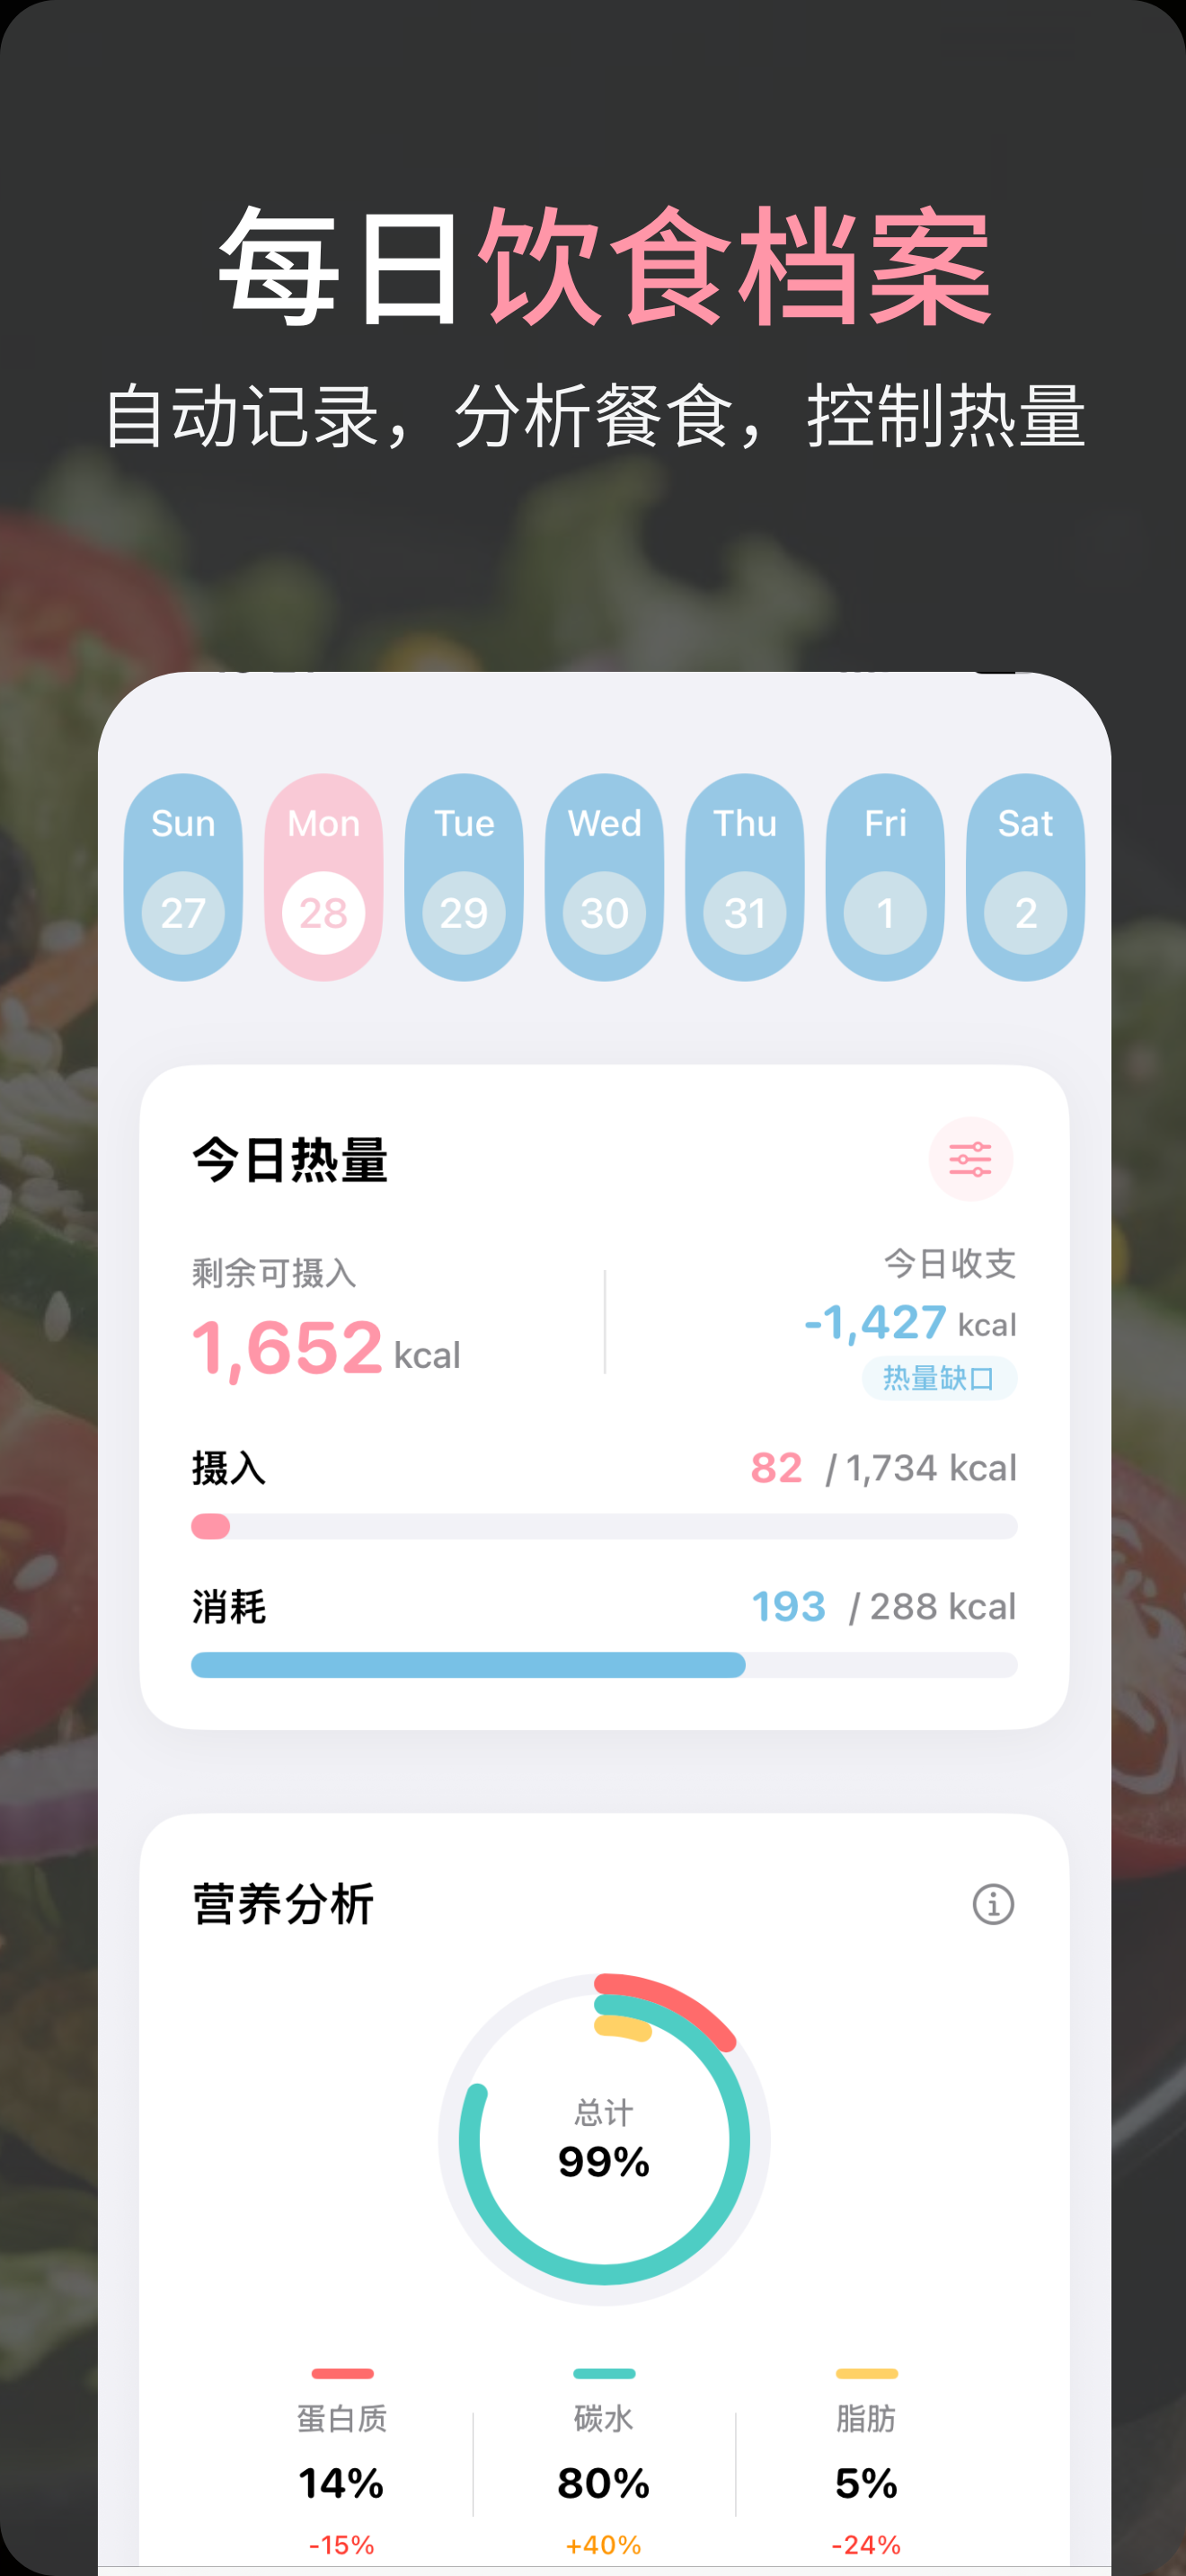 每日饮食档案
自动记录，分析餐食，控制热量
Sun Mon Tue Wed Thu Fri Sat
27 28 29 30 31 1 2
今日热量
剩余可摄入
1,652 kcal
今日收支
-1,427 kcal
热量缺口
摄入 82 / 1,734 kcal
消耗 193 / 288 kcal
营养分析
总计
99%
蛋白质 碳水 脂肪
14% 80% 5%
-15% +40% -24%